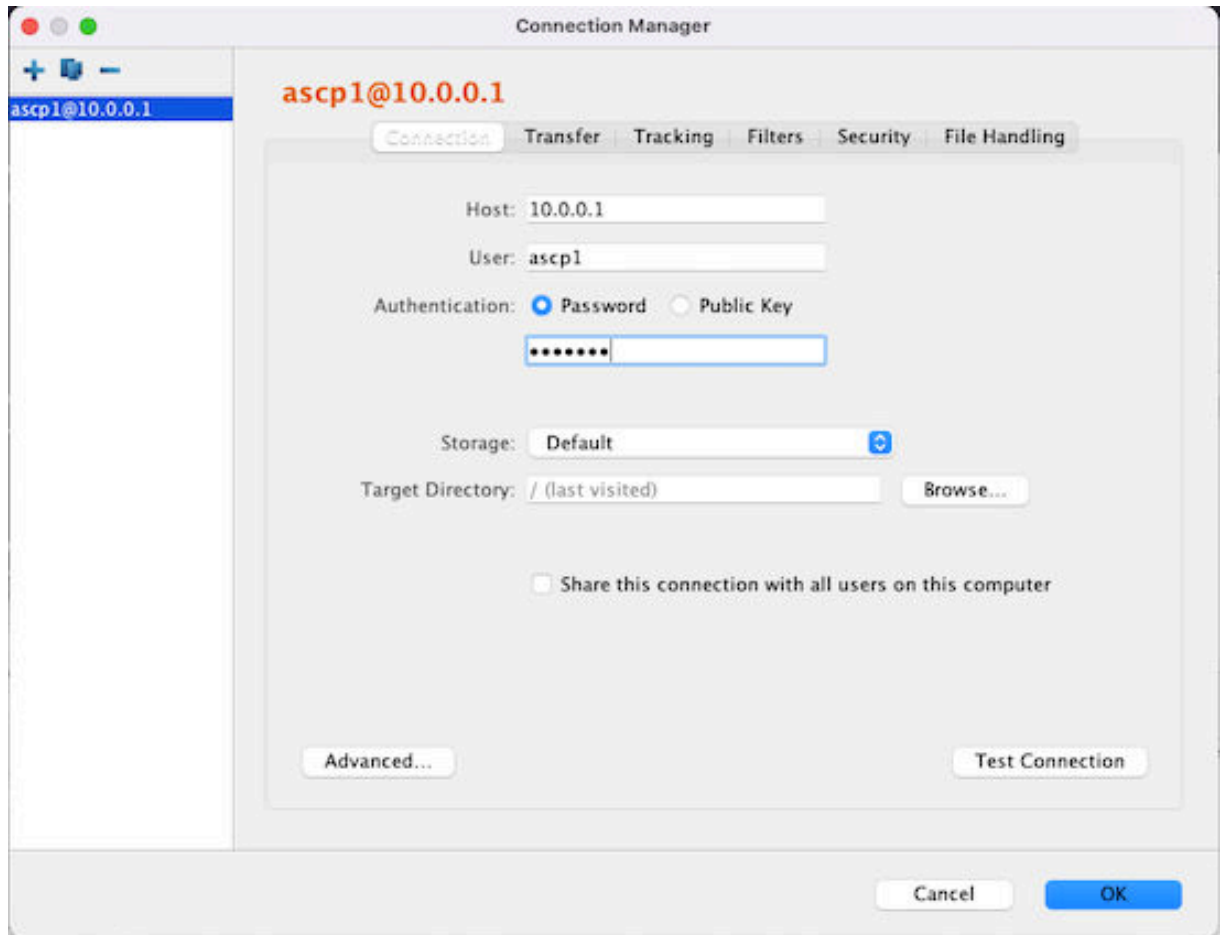 Connection Manager
ascp1@10.0.0.1
ascp1@10.0.0.1
Connection Transfer Tracking Filters Security File Handling
Host: 10.0.0.1
User: ascp1
Authentication: Password Public Key
•••••••
Storage: Default
Target Directory: / (last visited) Browse...
Share this connection with all users on this computer
Advanced... Test Connection
Cancel OK